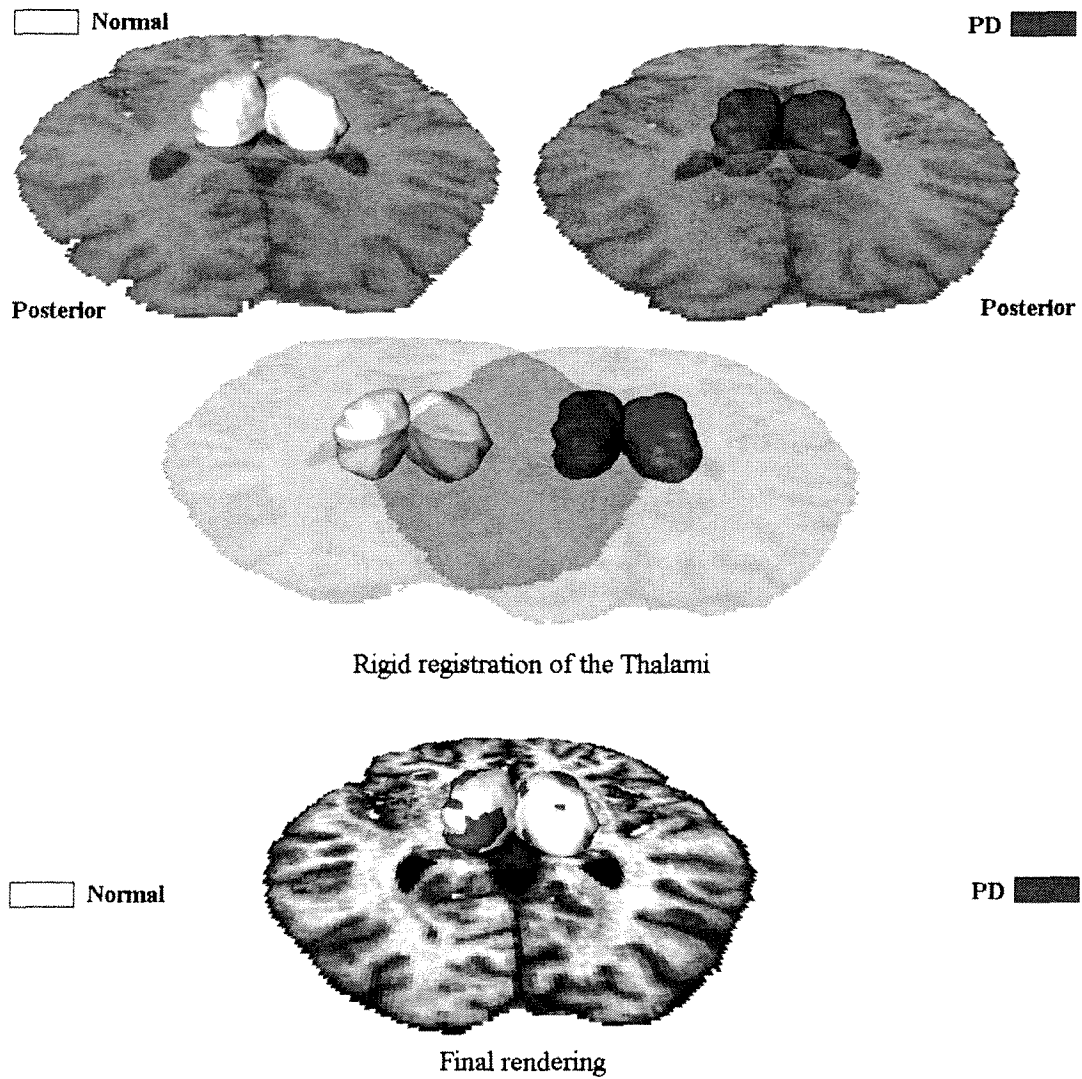 Normal
PD
Posterior
Posterior
Rigid registration of the Thalami
Normal
PD
Final rendering